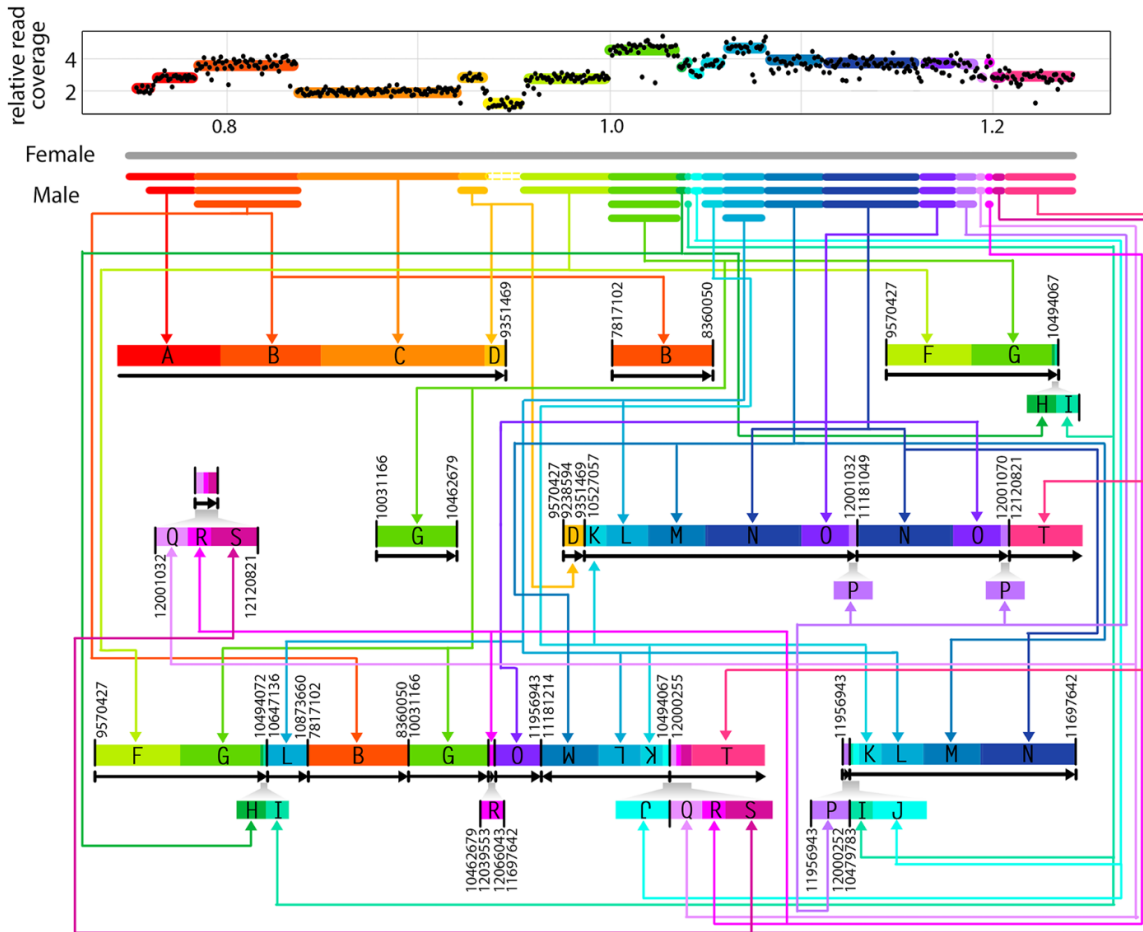 relative read
coverage
4
2
0.8
1.0
1.2
Female
Male
9351469
7817102
8360050
9570427
10494067
A
B
C
D
B
F
G
H
I
10031166
10462679
9570427
9238594
9351469
10527057
12001032
11181049
12001070
12120821
G
D
K
L
M
N
O
N
O
T
Q
R
S
12001032
12120821
P
P
9570427
10494072
10647136
10873660
7817102
8360050
10031166
11956943
11181214
10494067
12000255
11956943
11697642
F
G
L
B
G
O
M
L
K
T
K
L
M
N
H
I
R
J
Q
R
S
P
I
J
10462679
12039553
12066043
11697642
11956943
12000252
10479783